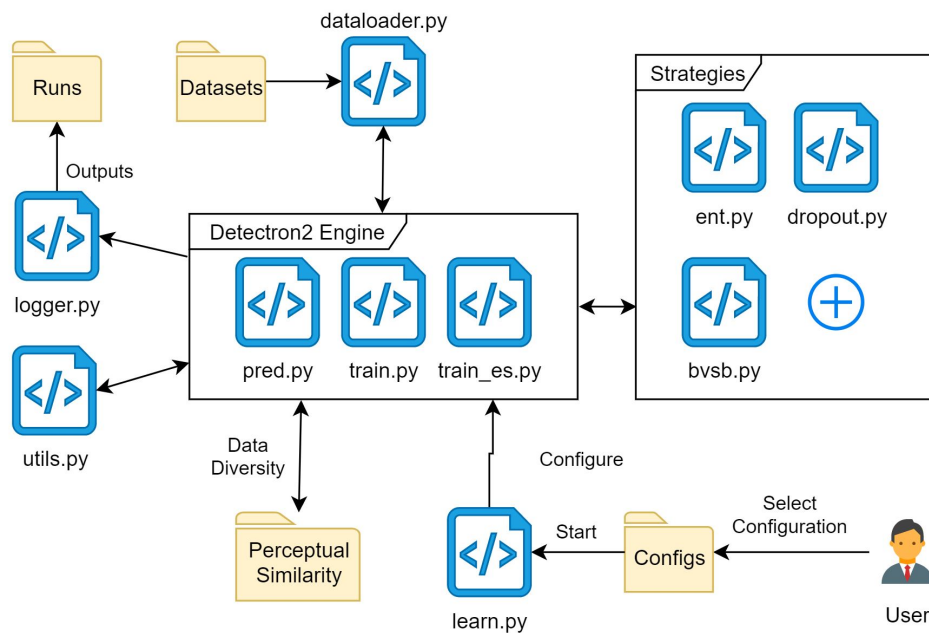 dataloader.py
Runs
Datasets
Strategies
Outputs
ent.py
dropout.py
Detectron2 Engine
logger.py
pred.py
train.py
train_es.py
bvsb.py
utils.py
Data
Diversity
Configure
Select
Configuration
Start
Perceptual
Similarity
Configs
learn.py
User